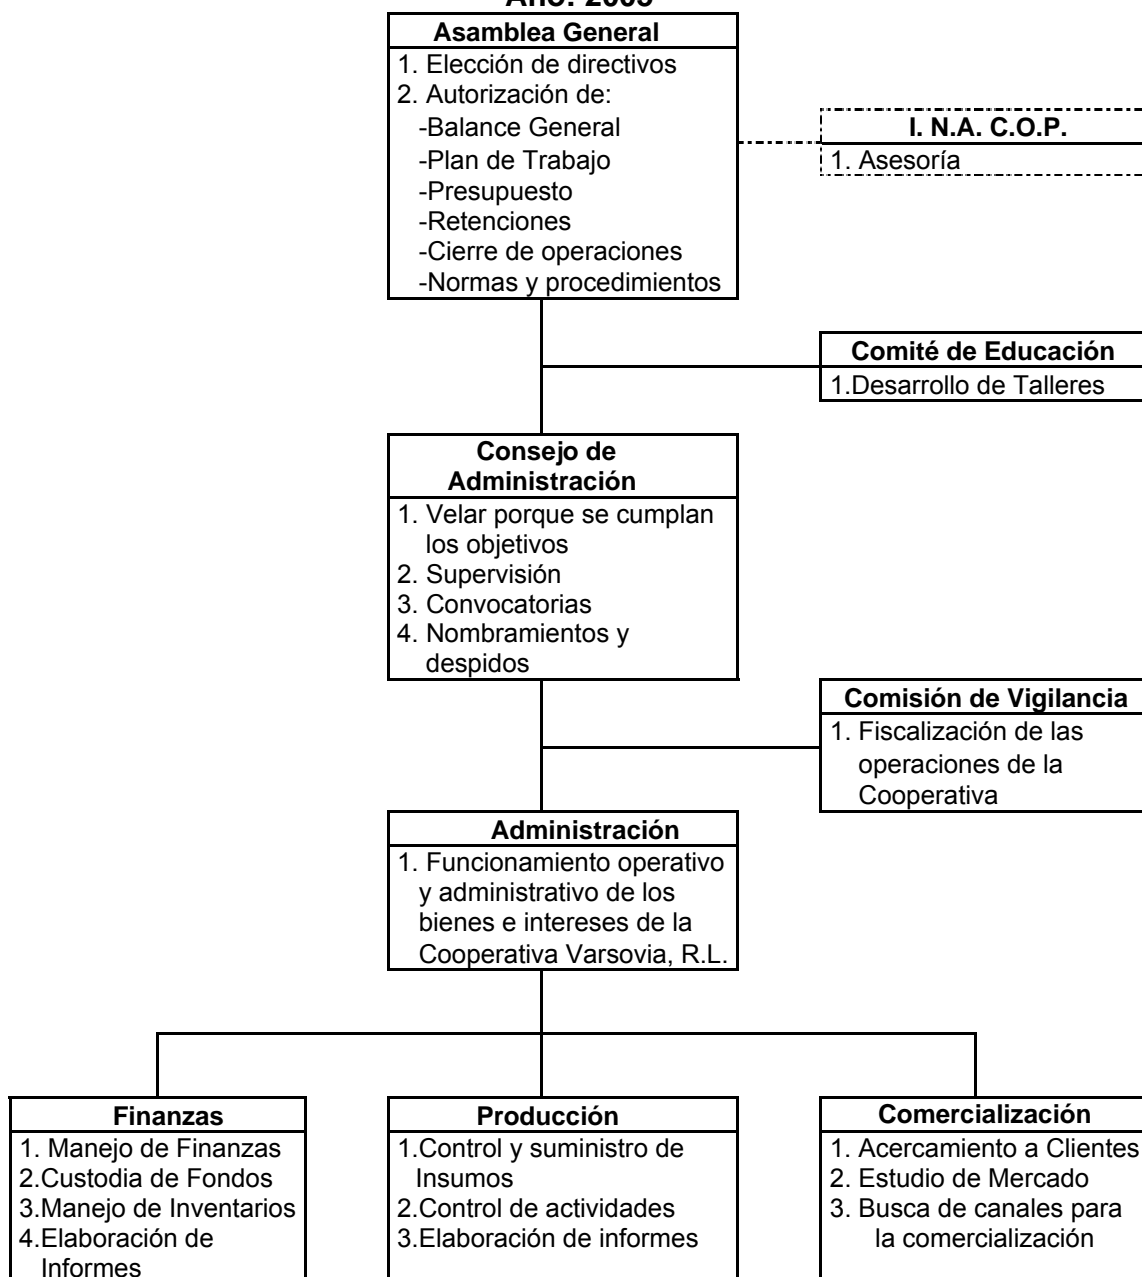 Asamblea General
1. Elección de directivos
2. Autorización de:
-Balance General
-Plan de Trabajo
-Presupuesto
-Retenciones
-Cierre de operaciones
-Normas y procedimientos
I. N.A. C.O.P.
1. Asesoría
Comité de Educación
1.Desarrollo de Talleres
Consejo de
Administración
1. Velar porque se cumplan
los objetivos
2. Supervisión
3. Convocatorias
4. Nombramientos y
despidos
Comisión de Vigilancia
1. Fiscalización de las
operaciones de la
Cooperativa
Administración
1. Funcionamiento operativo
y administrativo de los
bienes e intereses de la
Cooperativa Varsovia, R.L.
Finanzas
1. Manejo de Finanzas
2.Custodia de Fondos
3.Manejo de Inventarios
4.Elaboración de
Informes
Producción
1.Control y suministro de
Insumos
2.Control de actividades
3.Elaboración de informes
Comercialización
1. Acercamiento a Clientes
2. Estudio de Mercado
3. Busca de canales para
la comercialización